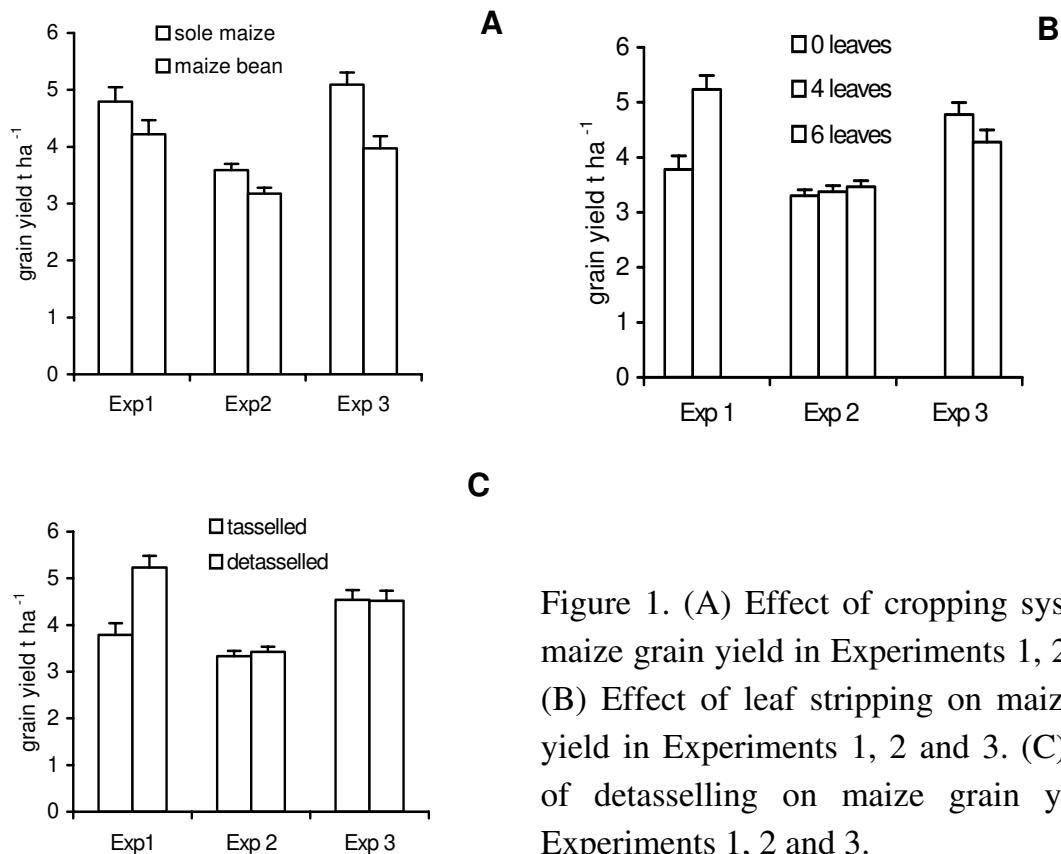 A
sole maize
maize bean
grain yield t ha⁻¹
6
5
4
3
2
1
0
Exp1 Exp2 Exp 3
B
0 leaves
4 leaves
6 leaves
grain yield t ha⁻¹
6
5
4
3
2
1
0
Exp 1 Exp 2 Exp 3
C
tasselled
detasselled
grain yield t ha⁻¹
6
5
4
3
2
1
0
Exp1 Exp 2 Exp 3
Figure 1. (A) Effect of cropping sys
maize grain yield in Experiments 1, 2
(B) Effect of leaf stripping on maiz
yield in Experiments 1, 2 and 3. (C)
of detasselling on maize grain y
Experiments 1, 2 and 3.